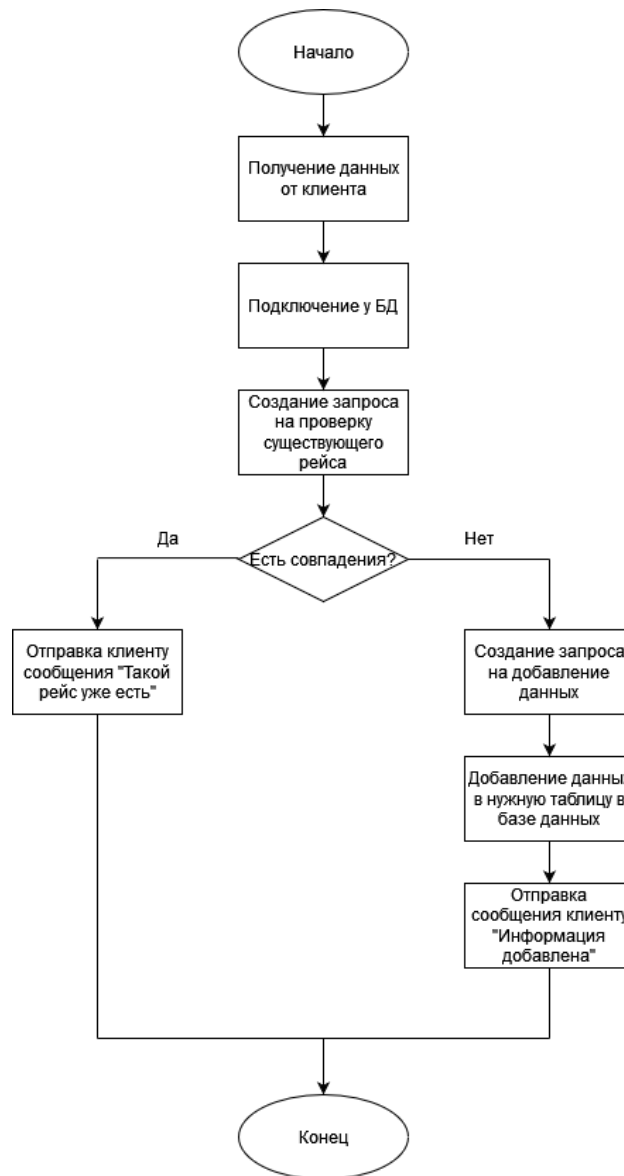 Начало
Получение данных
от клиента
Подключение у БД
Создание запроса
на проверку
существующего
рейса
Да
Есть совпадения?
Нет
Отправка клиенту
сообщения "Такой
рейс уже есть"
Создание запроса
на добавление
данных
Добавление данных
в нужную таблицу в
базе данных
Отправка
сообщения клиенту
"Информация
добавлена"
Конец